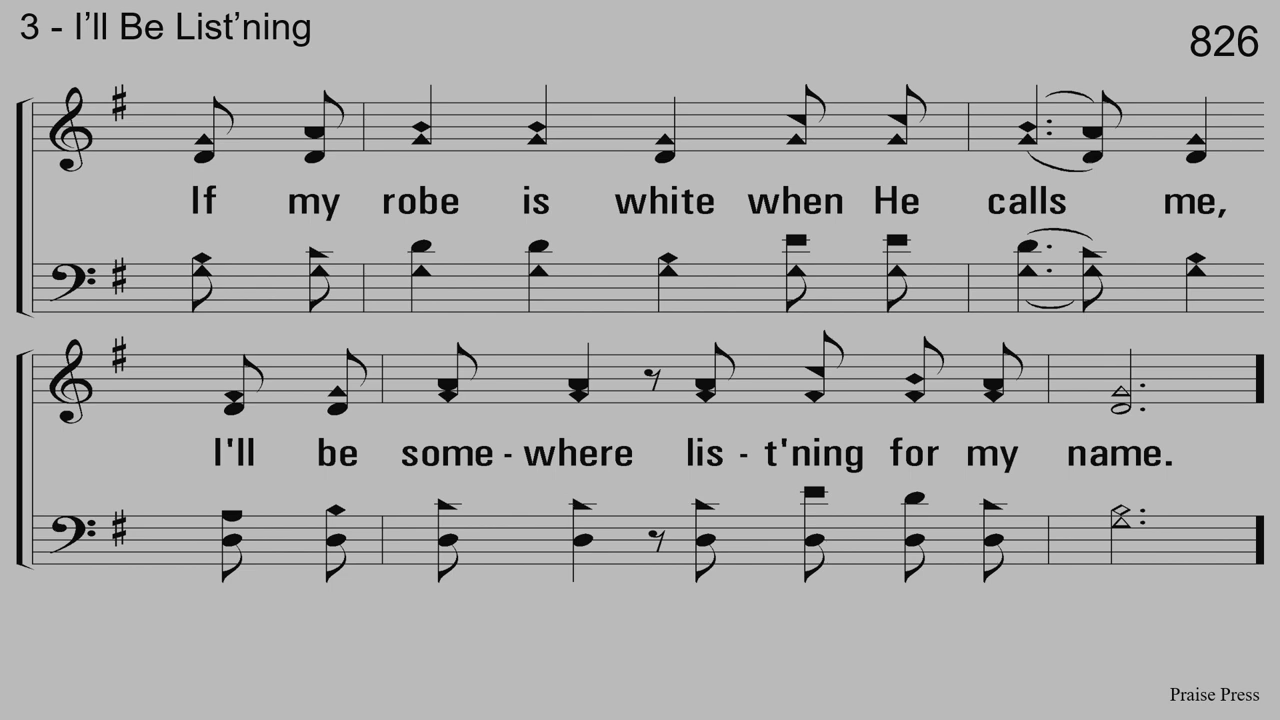 3 - I’ll Be List’ning
826
If my robe is white when He calls me,
I'll be some - where lis - t'ning for my name.
Praise Press